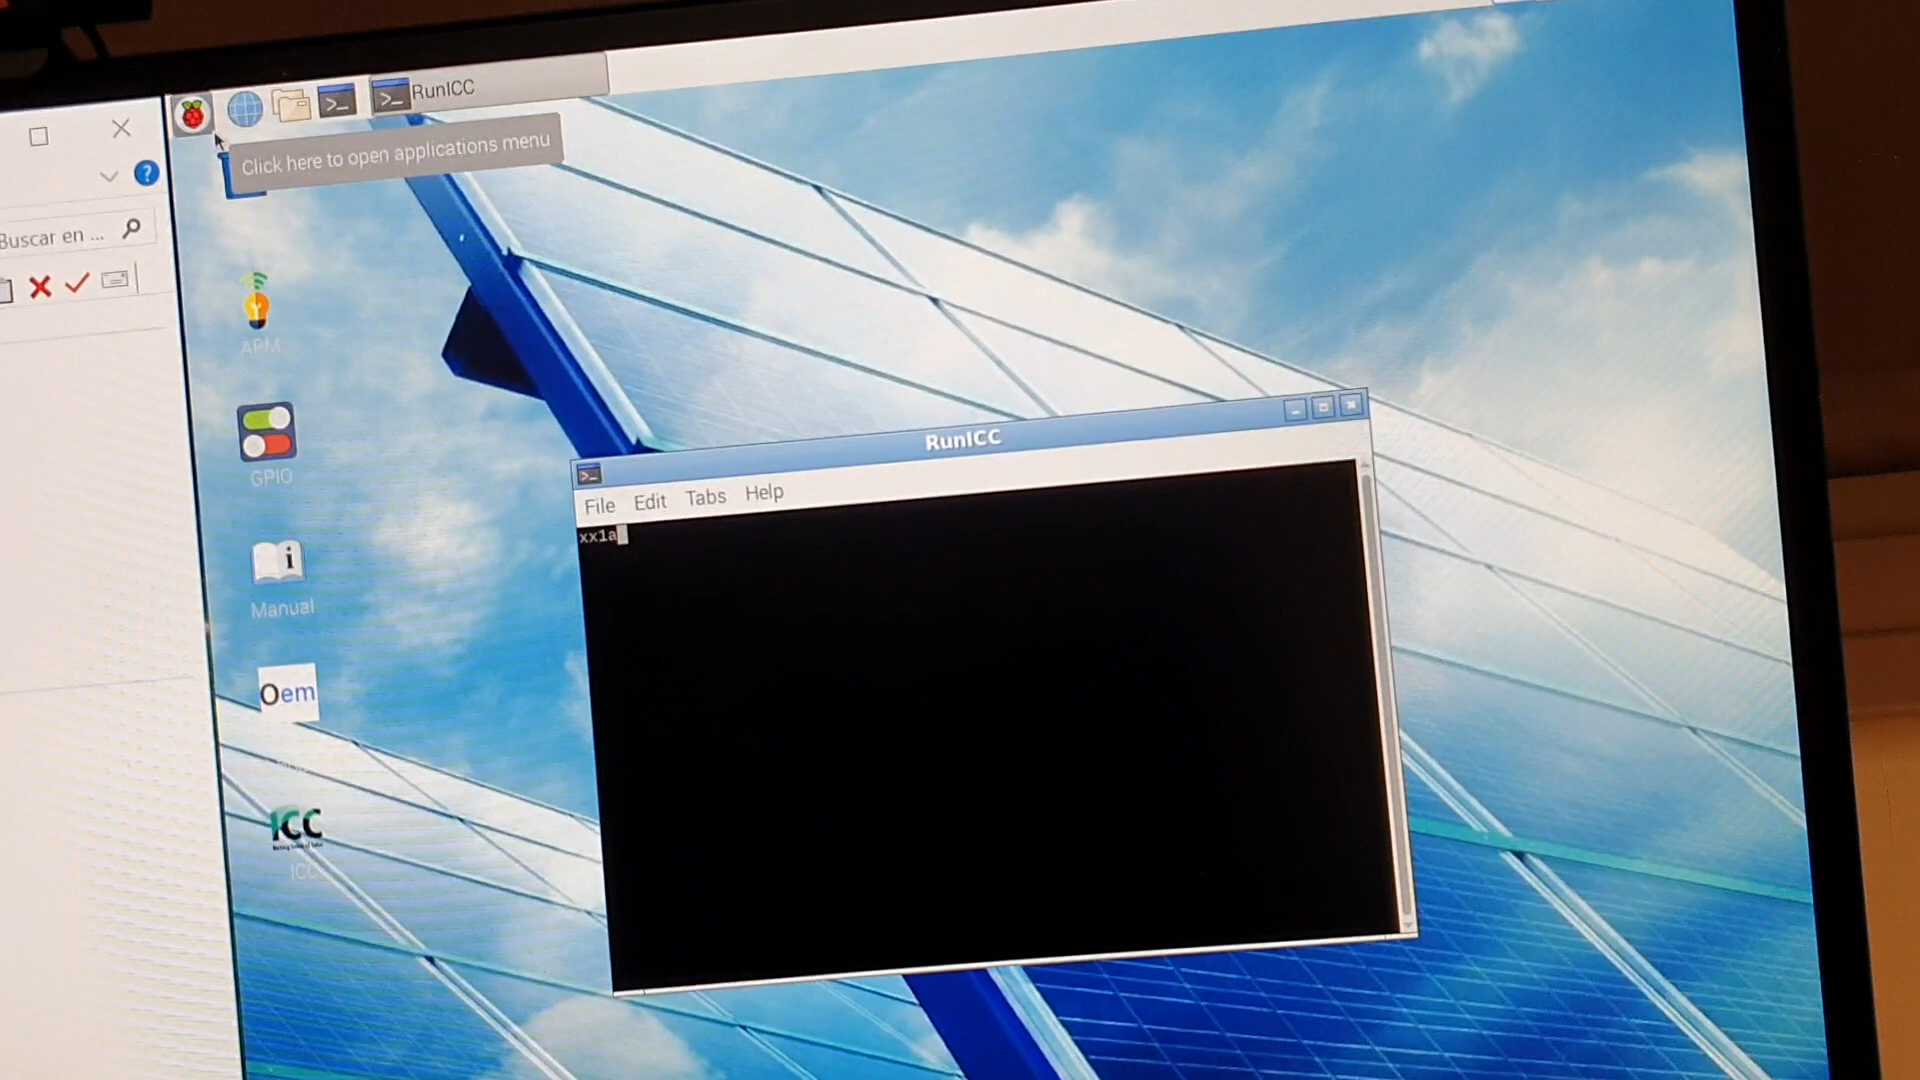 RunICC
Click here to open applications menu
Buscar en ...
ARM
GPIO
Manual
Oem
ICC
ICC
RunICC
File Edit Tabs Help
xx1a